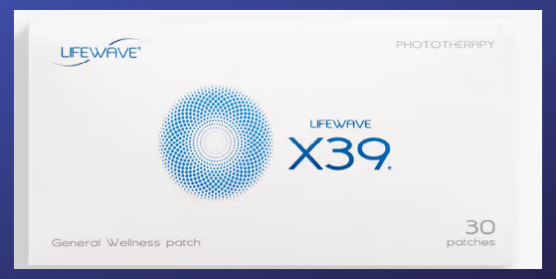 LIFEWAVE®
PHOTOTHERAPY
LIFEWAVE
X39®
General Wellness patch
30
patches